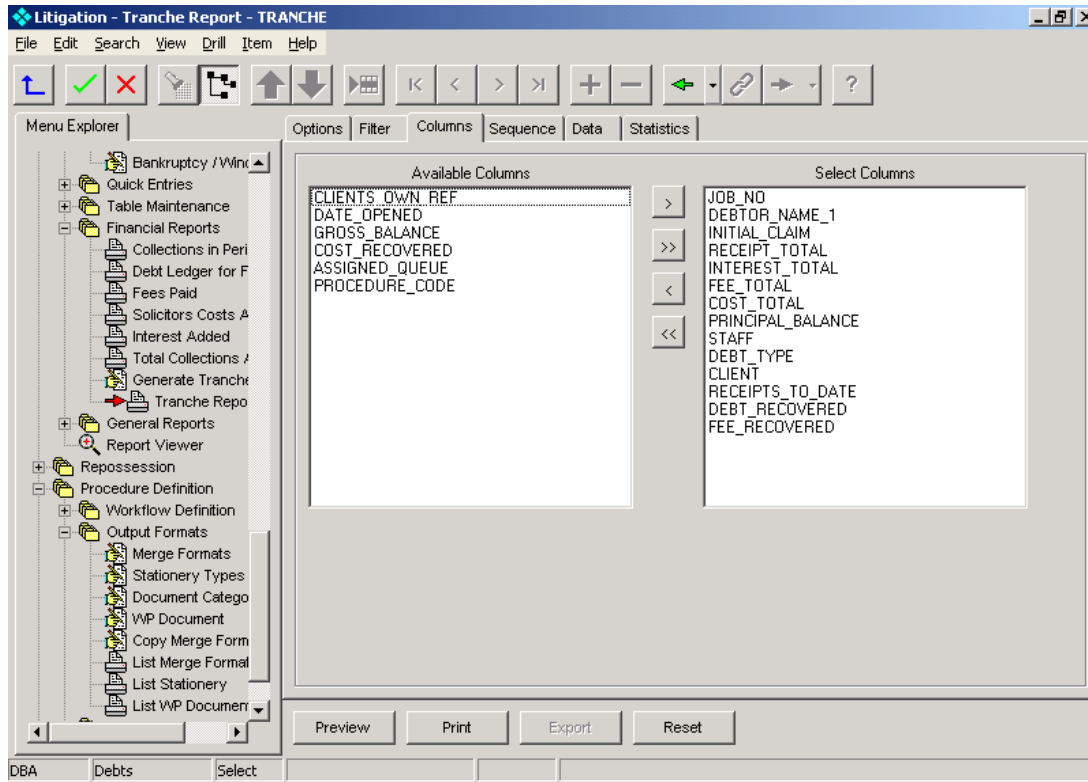 Litigation - Tranche Report - TRANCHE
File Edit Search View Drill Item Help
Menu Explorer
Options Filter Columns Sequence Data Statistics
Bankruptcy / Wind
Quick Entries
Table Maintenance
Financial Reports
Collections in Peri
Debt Ledger for F
Fees Paid
Solicitors Costs A
Interest Added
Total Collections A
Generate Tranche
Tranche Repo
General Reports
Report Viewer
Repossession
Procedure Definition
Workflow Definition
Output Formats
Merge Formats
Stationery Types
Document Catego
WP Document
Copy Merge Form
List Merge Format
List Stationery
List WP Documen
Available Columns
CLIENTS_OWN_REF
DATE_OPENED
GROSS_BALANCE
COST_RECOVERED
ASSIGNED_QUEUE
PROCEDURE_CODE
>
>>
<
<<
Select Columns
JOB_NO
DEBTOR_NAME_1
INITIAL_CLAIM
RECEIPT_TOTAL
INTEREST_TOTAL
FEE_TOTAL
COST_TOTAL
PRINCIPAL_BALANCE
STAFF
DEBT_TYPE
CLIENT
RECEIPTS_TO_DATE
DEBT_RECOVERED
FEE_RECOVERED
Preview Print Export Reset
DBA Debts Select